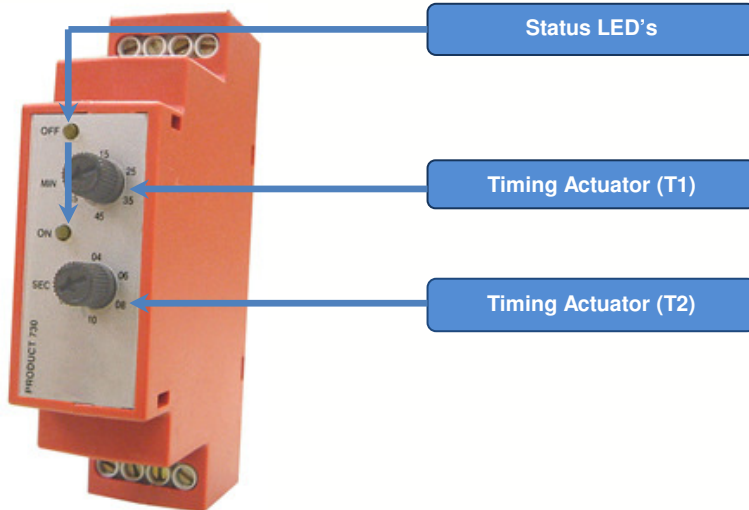 Status LED's
OFF
15
MIN
25
35
45
Timing Actuator (T1)
ON
04
SEC
06
08
10
Timing Actuator (T2)
PRODUCT 730